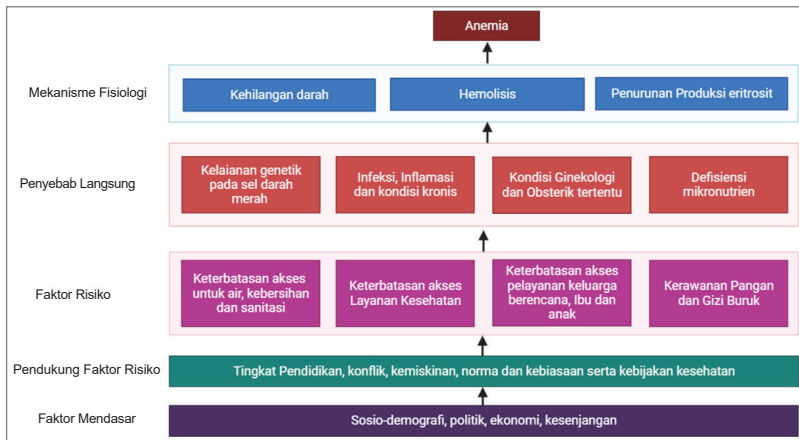 Anemia
Mekanisme Fisiologi
Kehilangan darah
Hemolisis
Penurunan Produksi eritrosit
Penyebab Langsung
Kelaianan genetik
pada sel darah
merah
Infeksi, Inflamasi
dan kondisi kronis
Kondisi Ginekologi
dan Obsterik tertentu
Defisiensi
mikronutrien
Faktor Risiko
Keterbatasan akses
untuk air, kebersihan
dan sanitasi
Keterbatasan akses
Layanan Kesehatan
Keterbatasan akses
pelayanan keluarga
berencana, Ibu dan
anak
Kerawanan Pangan
dan Gizi Buruk
Pendukung Faktor Risiko
Tingkat Pendidikan, konflik, kemiskinan, norma dan kebiasaan serta kebijakan kesehatan
Faktor Mendasar
Sosio-demografi, politik, ekonomi, kesenjangan